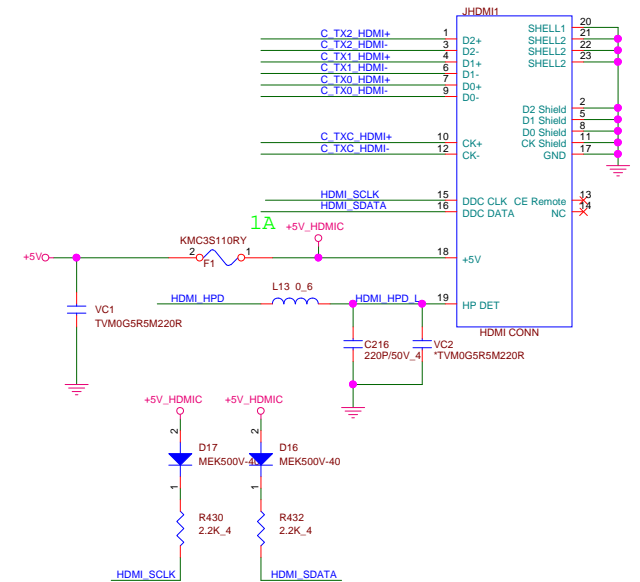 JHDMI1
C_TX2_HDMI+ 1 D2+ SHELL1 20
C_TX2_HDMI- 3 D2- SHELL2 21
C_TX1_HDMI+ 4 D1+ SHELL2 22
C_TX1_HDMI- 6 D1- SHELL2 23
C_TX0_HDMI+ 7 D0+
C_TX0_HDMI- 9 D0-
D2 Shield 2
D1 Shield 5
D0 Shield 8
C_TXC_HDMI+ 10 CK+ CK Shield 11
C_TXC_HDMI- 12 CK- GND 17
HDMI_SCLK 15 DDC CLK CE Remote 13
HDMI_SDATA 16 DDC DATA NC 14
1A +5V_HDMIC
KMC3S110RY
+5V 2 F1 1 18 +5V
L13 0_6
HDMI_HPD HDMI_HPD_L 19 HP DET
HDMI CONN
VC1
TVM0G5R5M220R
C216
220P/50V_4
VC2
*TVM0G5R5M220R
+5V_HDMIC +5V_HDMIC
2 2
D17 D16
MEK500V-40 MEK500V-40
1 1
R430 R432
2.2K_4 2.2K_4
HDMI_SCLK HDMI_SDATA